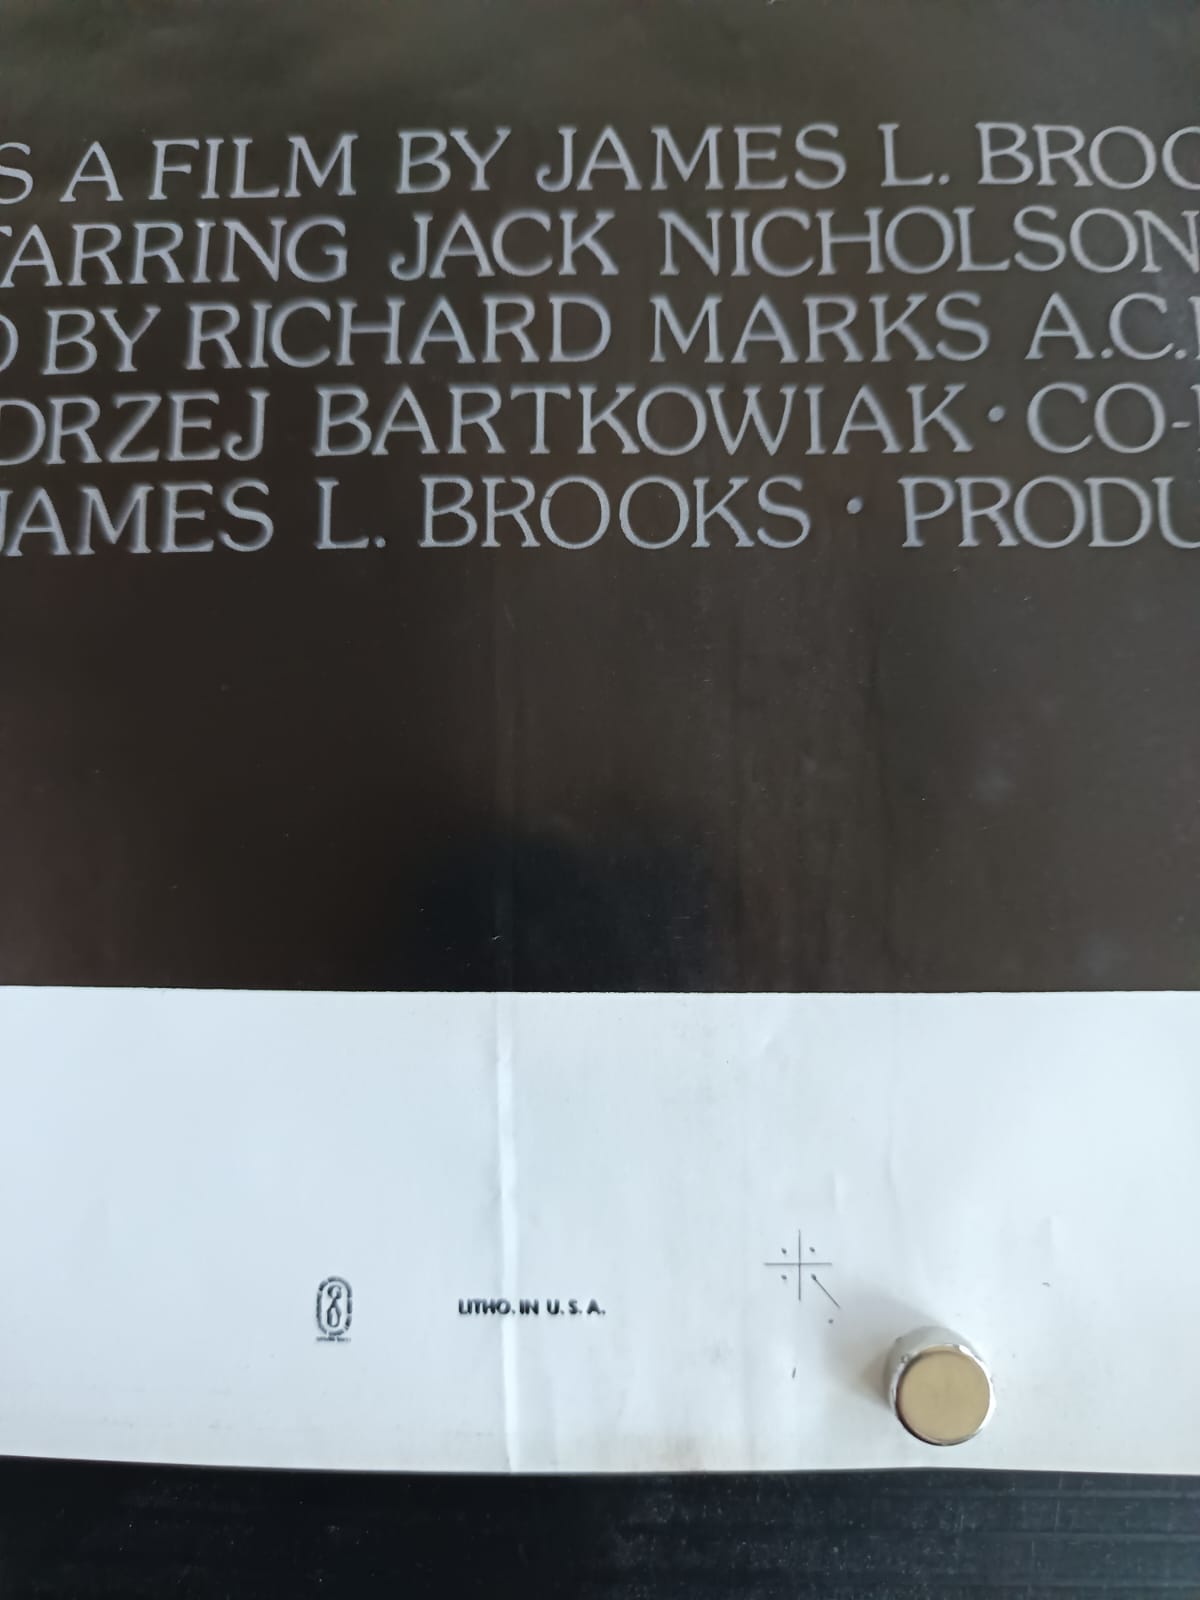 S A FILM BY JAMES L. BROO
TARRING JACK NICHOLSON
D BY RICHARD MARKS A.C.
DRZEJ BARTKOWIAK · CO-
JAMES L. BROOKS · PRODU
LITHO. IN U. S. A.